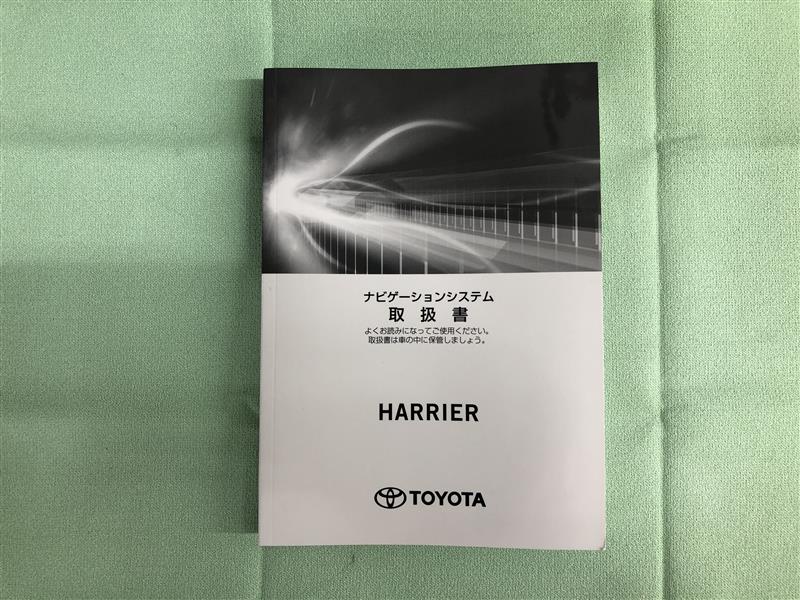 ナビゲーションシステム
取扱書
よくお読みになってご使用ください。
取扱書は車の中に保管しましょう。
HARRIER
TOYOTA